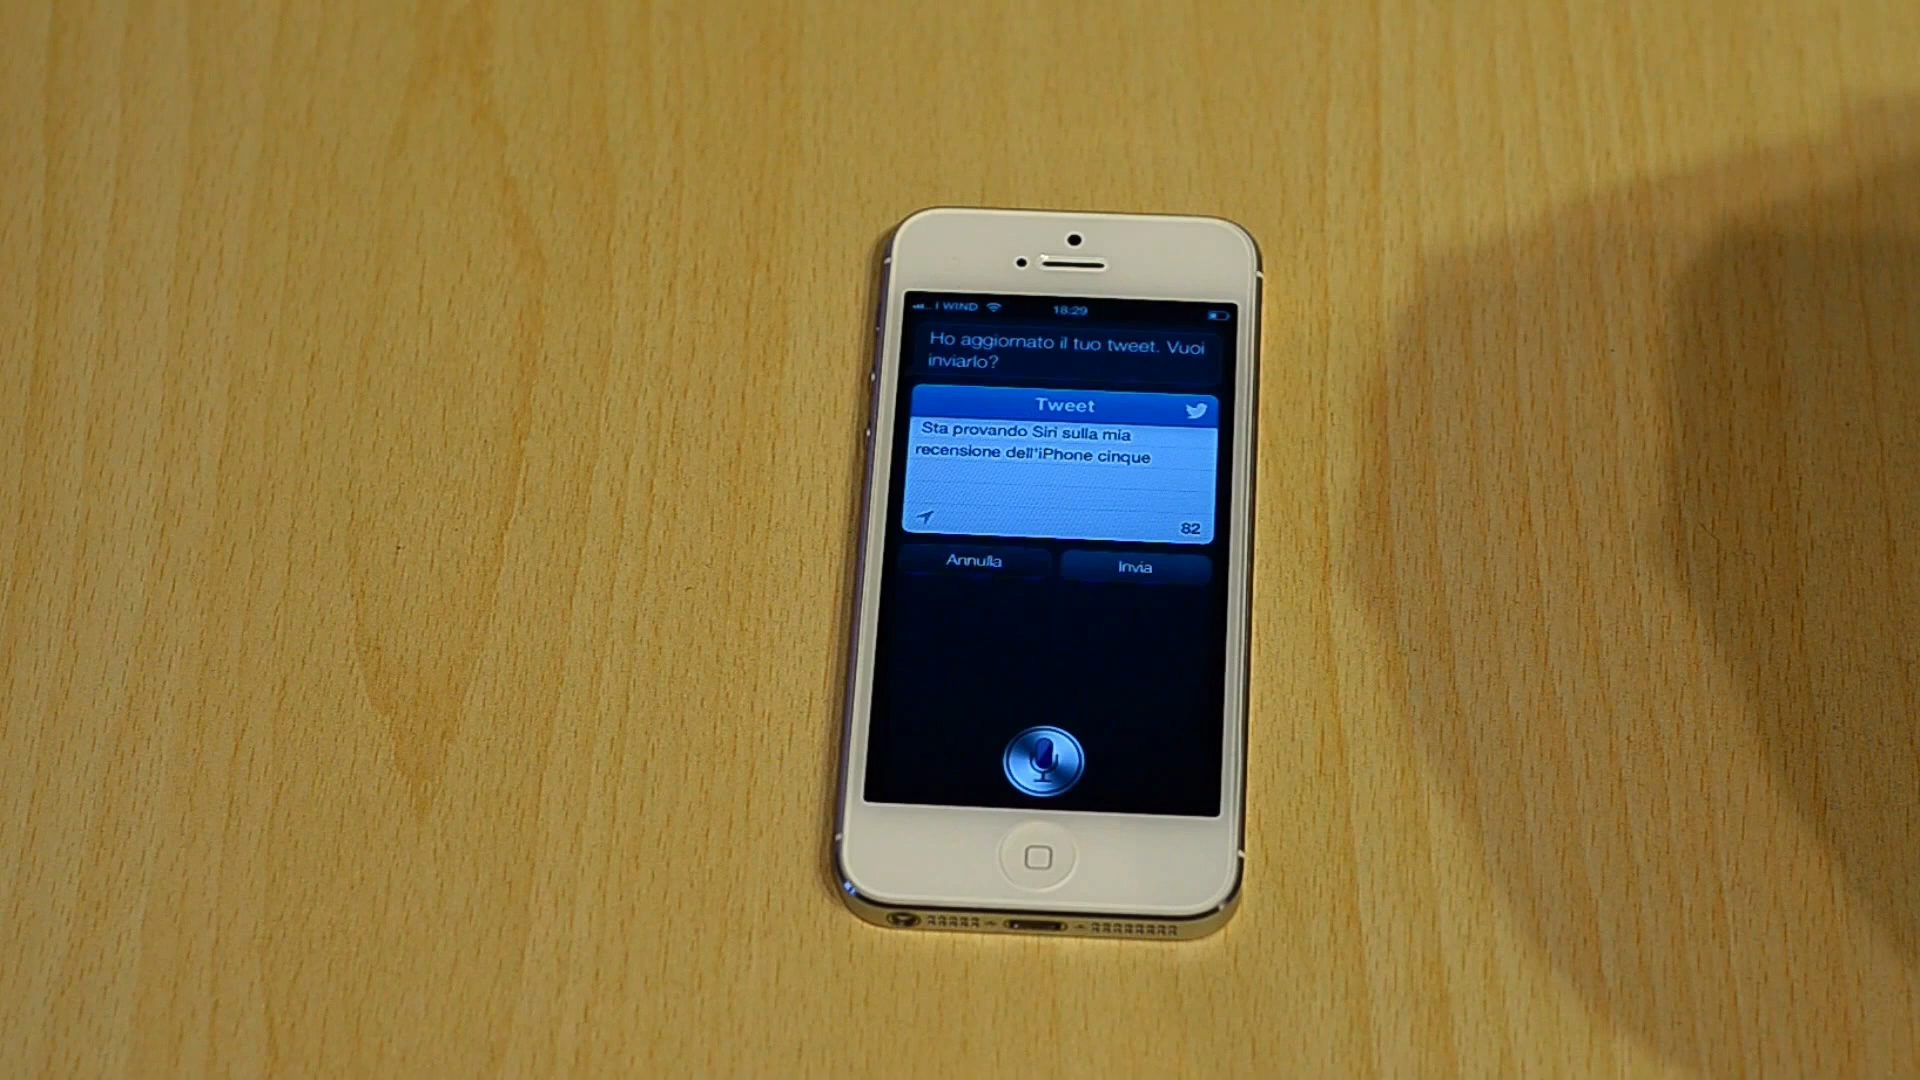 I WIND 18:29
Ho aggiornato il tuo tweet. Vuoi
inviarlo?
Tweet
Sta provando Siri sulla mia
recensione dell'iPhone cinque
82
Annulla Invia